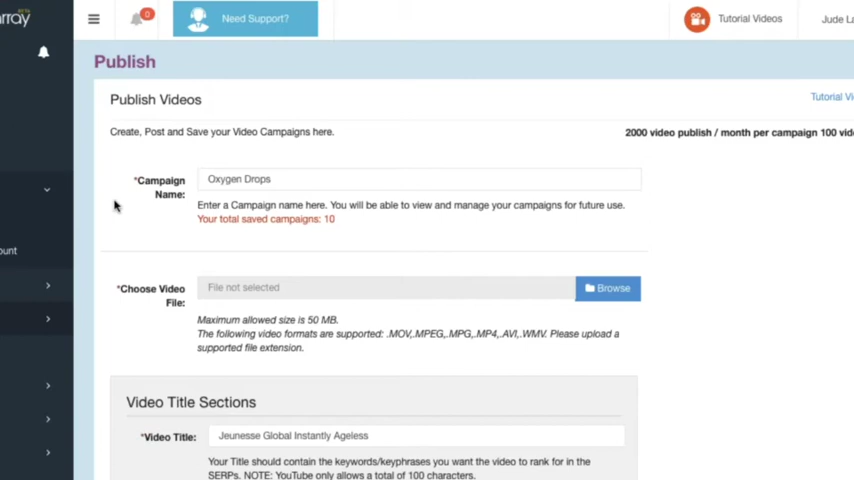 array BETA
0
Need Support?
Tutorial Videos
Jude La
Publish
Publish Videos
Tutorial Vi
Create, Post and Save your Video Campaigns here.
2000 video publish / month per campaign 100 vide
*Campaign Name:
Oxygen Drops
Enter a Campaign name here. You will be able to view and manage your campaigns for future use.
Your total saved campaigns: 10
ount
*Choose Video File:
File not selected
Browse
Maximum allowed size is 50 MB.
The following video formats are supported: .MOV,.MPEG,.MPG,.MP4,.AVI,.WMV. Please upload a
supported file extension.
Video Title Sections
*Video Title:
Jeunesse Global Instantly Ageless
Your Title should contain the keywords/keyphrases you want the video to rank for in the
SERPs. NOTE: YouTube only allows a total of 100 characters.